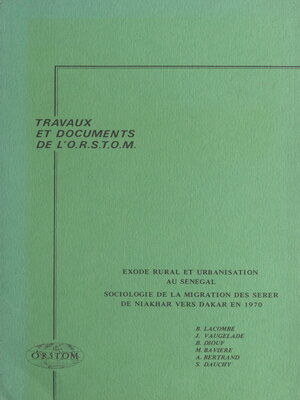 TRAVAUX
ET DOCUMENTS
DE L'O.R.S.T.O.M.
EXODE RURAL ET URBANISATION
AU SENEGAL
SOCIOLOGIE DE LA MIGRATION DES SERER
DE NIAKHAR VERS DAKAR EN 1970
B. LACOMBE
J. VAUGELADE
B. DIOUF
M. BAVIERE
A. BERTRAND
S. DAUCHY
ORSTOM